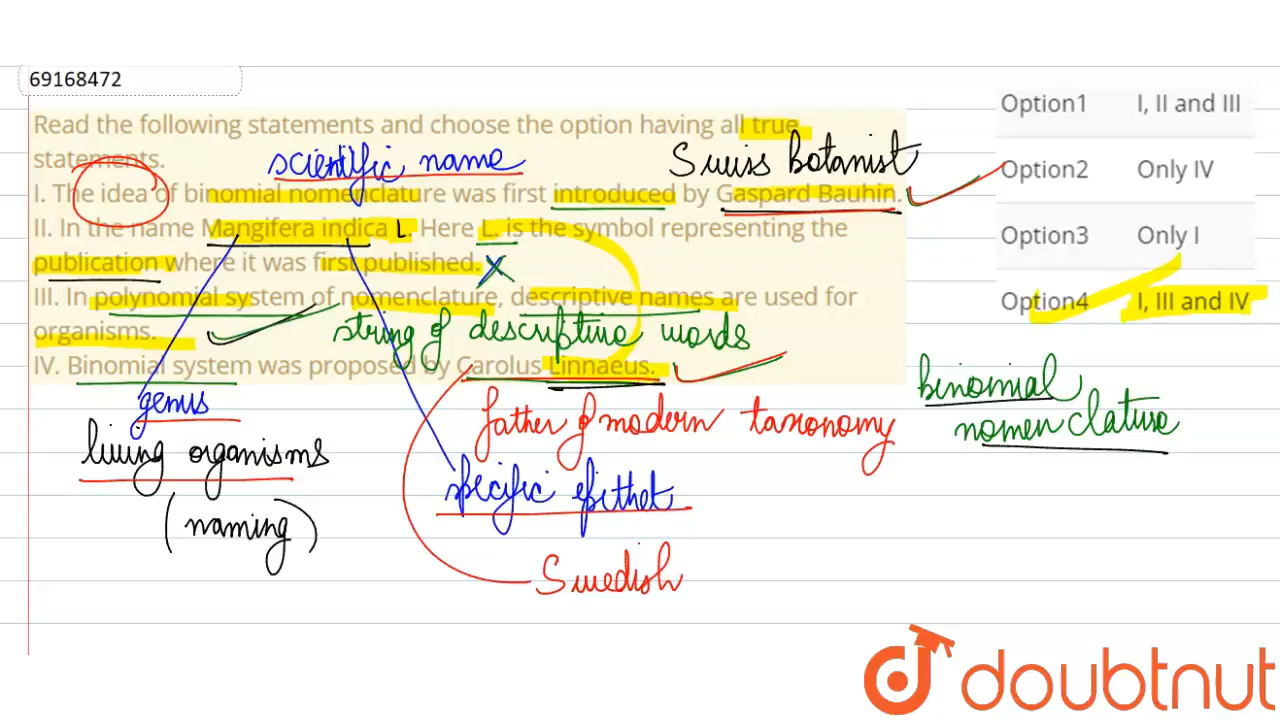 69168472
Read the following statements and choose the option having all true
statements.
scientific name
Swiss Botanist
I. The idea of binomial nomenclature was first introduced by Gaspard Bauhin.
II. In the name Mangifera indica L. Here L. is the symbol representing the
publication where it was first published.
III. In polynomial system of nomenclature, descriptive names are used for
organisms.
string of descriptive words
IV. Binomial system was proposed by Carolus Linnaeus.
Option1 I, II and III
Option2 Only IV
Option3 Only I
Option4 I, III and IV
genus
living organisms
(naming)
father of modern taxonomy
specific epithet
Swedish
binomial
nomenclature
doubtnut